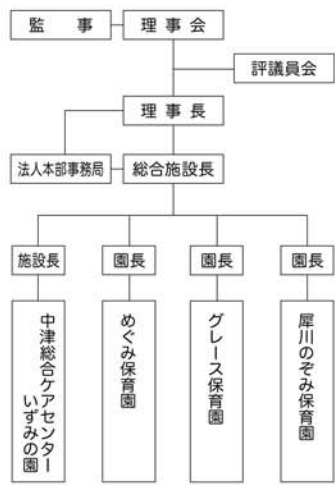 監事
理事会
評議員会
理事長
法人本部事務局
総合施設長
施設長
園長
園長
園長
中津総合ケアセンター
いずみの園
めぐみ保育園
グレース保育園
犀川のぞみ保育園